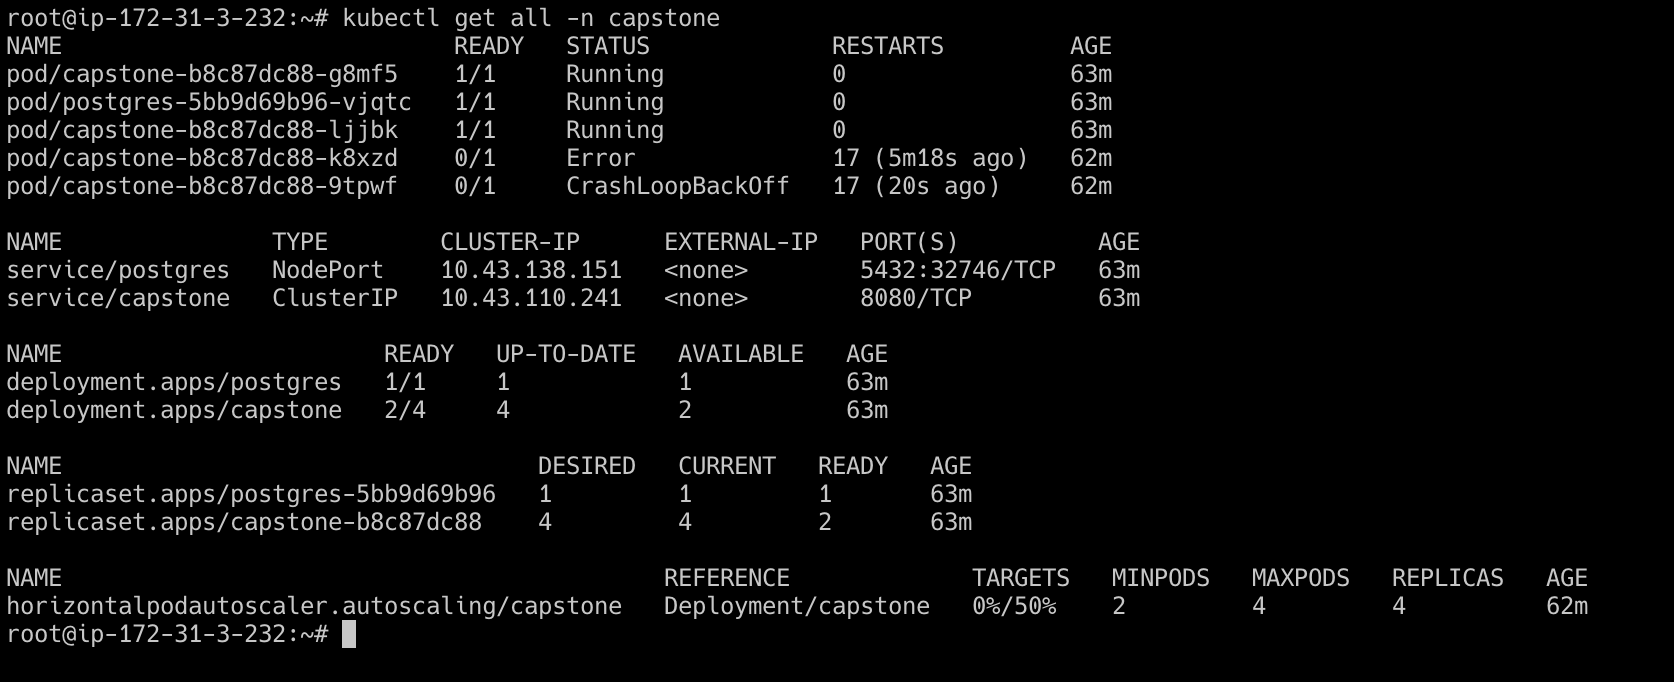 root@ip-172-31-3-232:~# kubectl get all -n capstone
NAME READY STATUS RESTARTS AGE
pod/capstone-b8c87dc88-g8mf5 1/1 Running 0 63m
pod/postgres-5bb9d69b96-vjqtc 1/1 Running 0 63m
pod/capstone-b8c87dc88-ljjbk 1/1 Running 0 63m
pod/capstone-b8c87dc88-k8xzd 0/1 Error 17 (5m18s ago) 62m
pod/capstone-b8c87dc88-9tpwf 0/1 CrashLoopBackOff 17 (20s ago) 62m
NAME TYPE CLUSTER-IP EXTERNAL-IP PORT(S) AGE
service/postgres NodePort 10.43.138.151 <none> 5432:32746/TCP 63m
service/capstone ClusterIP 10.43.110.241 <none> 8080/TCP 63m
NAME READY UP-TO-DATE AVAILABLE AGE
deployment.apps/postgres 1/1 1 1 63m
deployment.apps/capstone 2/4 4 2 63m
NAME DESIRED CURRENT READY AGE
replicaset.apps/postgres-5bb9d69b96 1 1 1 63m
replicaset.apps/capstone-b8c87dc88 4 4 2 63m
NAME REFERENCE TARGETS MINPODS MAXPODS REPLICAS AGE
horizontalpodautoscaler.autoscaling/capstone Deployment/capstone 0%/50% 2 4 4 62m
root@ip-172-31-3-232:~#